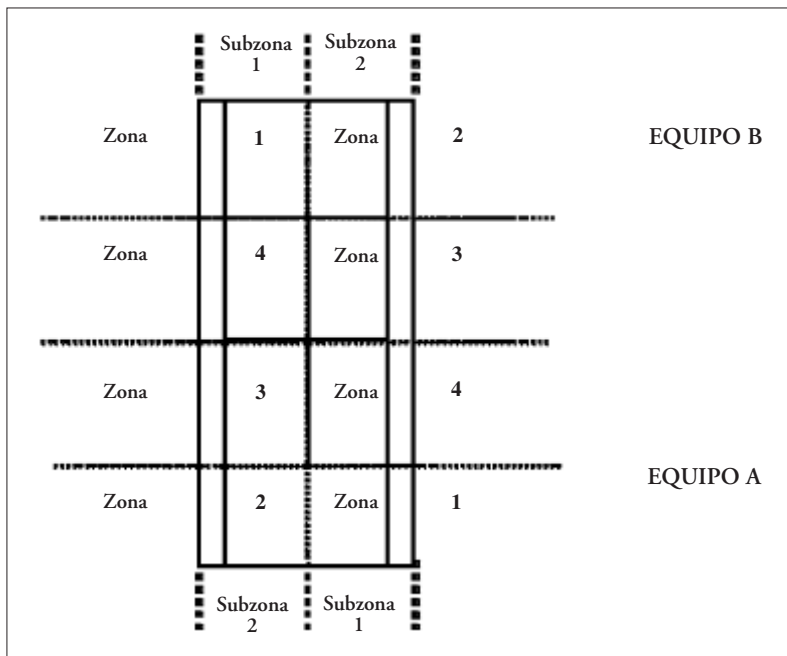 Subzona Subzona
1 2
Zona 1 Zona 2 EQUIPO B
Zona 4 Zona 3
Zona 3 Zona 4
EQUIPO A
Zona 2 Zona 1
Subzona Subzona
2 1